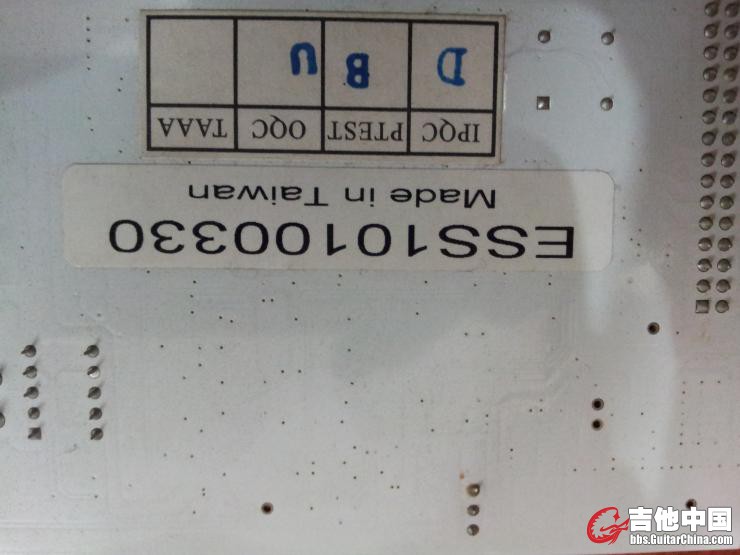 ESS10100330
Made in Taiwan
IPQC PTEST OQC TAAA
D B U
吉他中国
bbs.GuitarChina.com